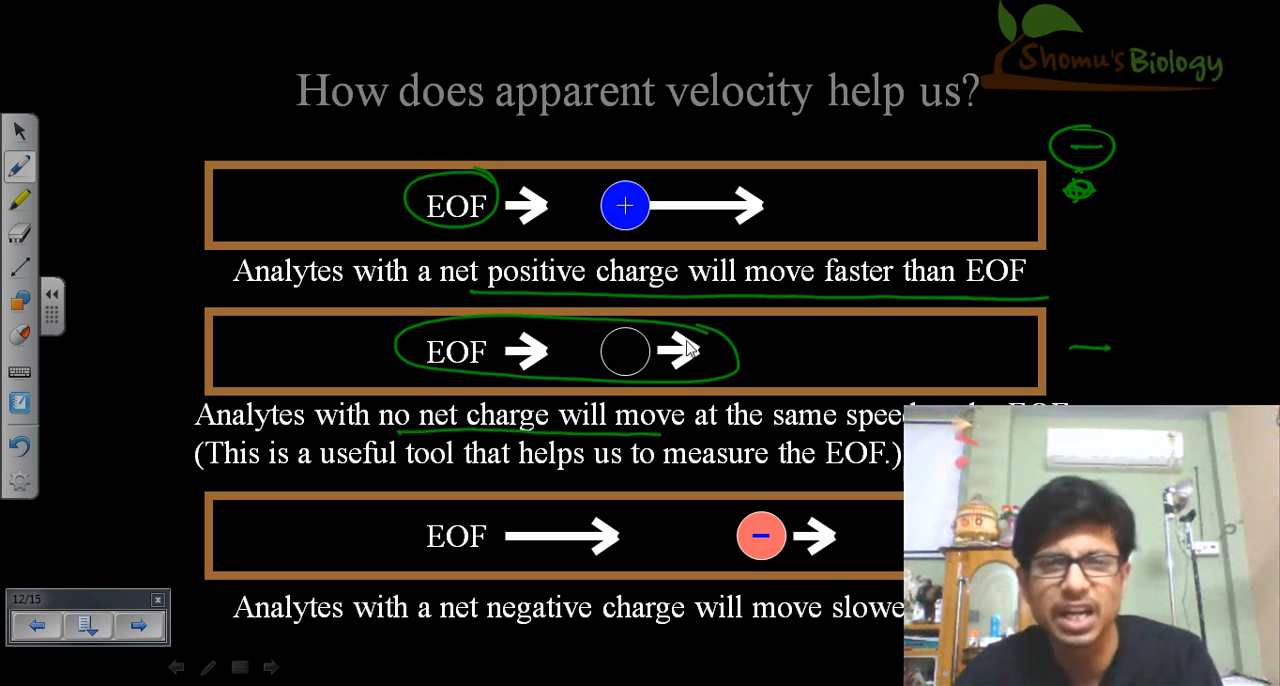 Shomu's Biology
How does apparent velocity help us?
EOF +
Analytes with a net positive charge will move faster than EOF
EOF
Analytes with no net charge will move at the same speed EOF
(This is a useful tool that helps us to measure the EOF.)
EOF -
Analytes with a net negative charge will move
12/15